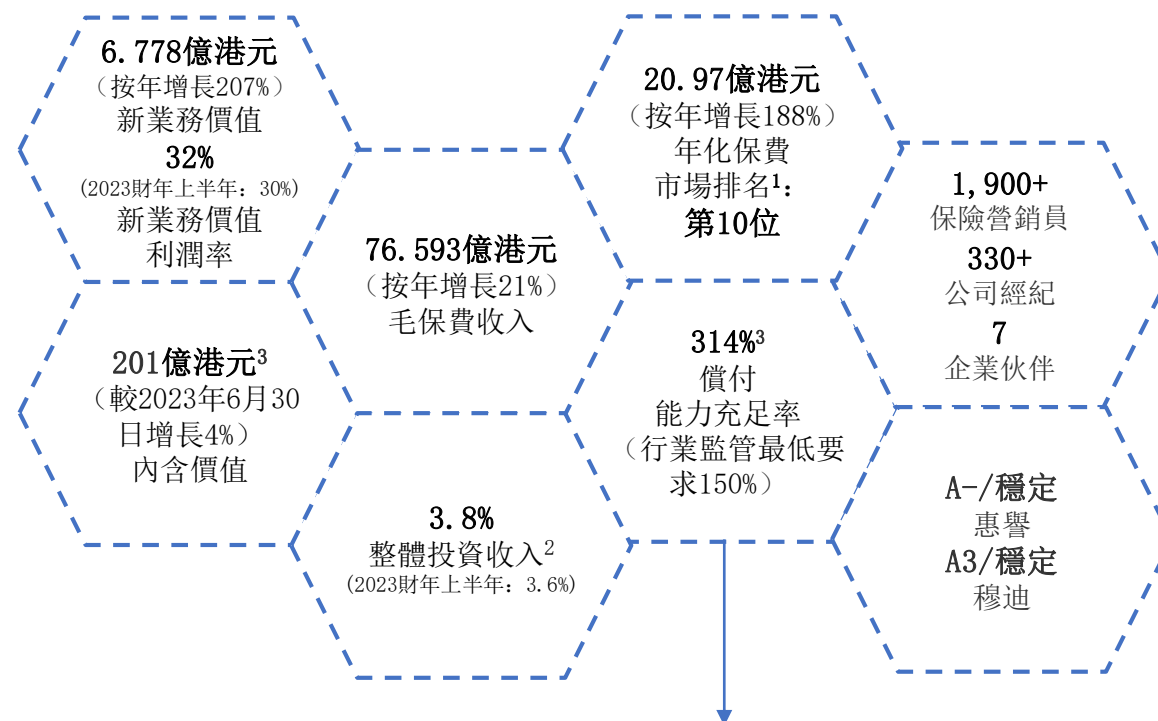 6.778億港元
（按年增長207%）
新業務價值
32%
(2023財年上半年：30%)
新業務價值
利潤率
201億港元³
（較2023年6月30
日增長4%）
內含價值
76.593億港元
（按年增長21%）
毛保費收入
3.8%
整體投資收入²
(2023財年上半年：3.6%)
20.97億港元
（按年增長188%）
年化保費
市場排名¹：
第10位
314%³
償付
能力充足率
（行業監管最低要
求150%）
1,900+
保險營銷員
330+
公司經紀
7
企業伙伴
A-/穩定
惠譽
A3/穩定
穆迪